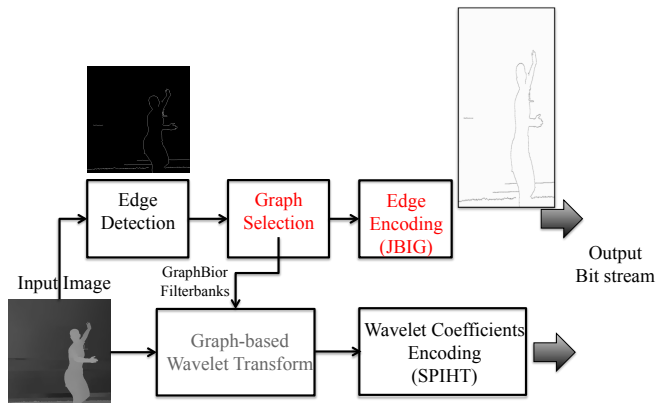 Edge
Detection
Graph
Selection
Edge
Encoding
(JBIG)
Output
Bit stream
Input Image
GraphBior
Filterbanks
Graph-based
Wavelet Transform
Wavelet Coefficients
Encoding
(SPIHT)